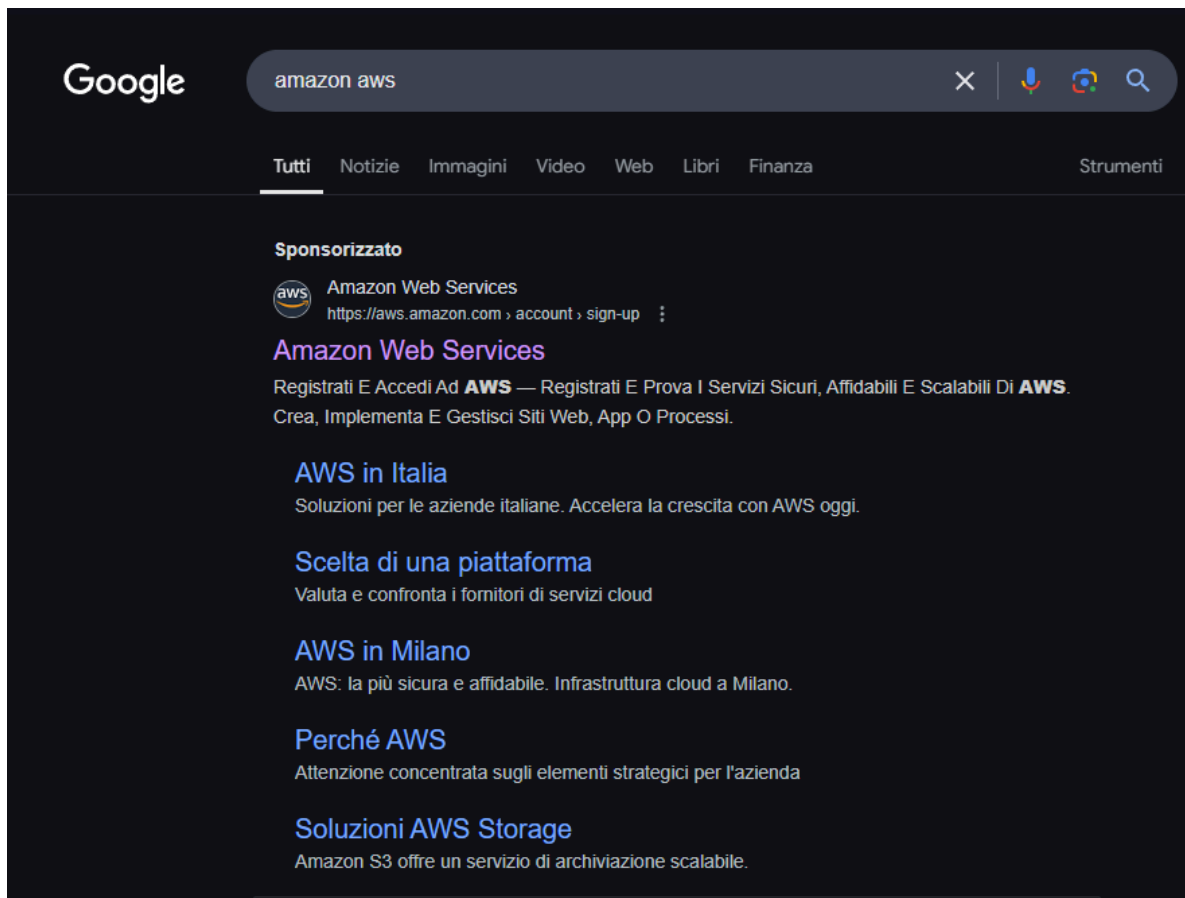 Google
amazon aws
Tutti Notizie Immagini Video Web Libri Finanza Strumenti
Sponsorizzato
aws
Amazon Web Services
https://aws.amazon.com › account › sign-up
Amazon Web Services
Registrati E Accedi Ad AWS — Registrati E Prova I Servizi Sicuri, Affidabili E Scalabili Di AWS.
Crea, Implementa E Gestisci Siti Web, App O Processi.
AWS in Italia
Soluzioni per le aziende italiane. Accelera la crescita con AWS oggi.
Scelta di una piattaforma
Valuta e confronta i fornitori di servizi cloud
AWS in Milano
AWS: la più sicura e affidabile. Infrastruttura cloud a Milano.
Perché AWS
Attenzione concentrata sugli elementi strategici per l'azienda
Soluzioni AWS Storage
Amazon S3 offre un servizio di archiviazione scalabile.